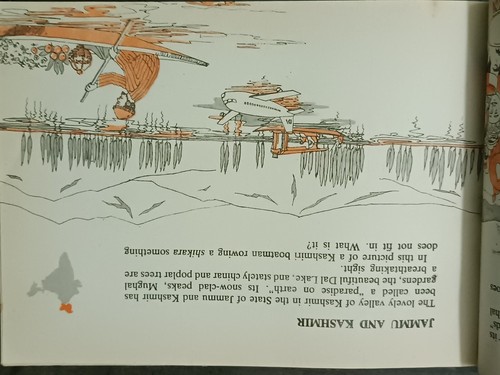 JAMMU AND KASHMIR
The lovely valley of Kashmir in the State of Jammu and Kashmir has
been called a "paradise on earth". Its snow-clad peaks, Mughal
gardens, the beautiful Dal Lake, and stately chinar and poplar trees are
a breathtaking sight.
In this picture of a Kashmiri boatman rowing a shikara something
does not fit in. What is it?